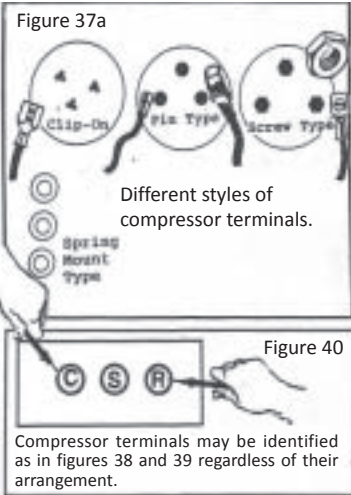 Figure 37a
Clip-On
Pin Type
Screw Type
Different styles of
compressor terminals.
Spring
Mount
Type
Figure 40
C S R
Compressor terminals may be identified
as in figures 38 and 39 regardless of their
arrangement.